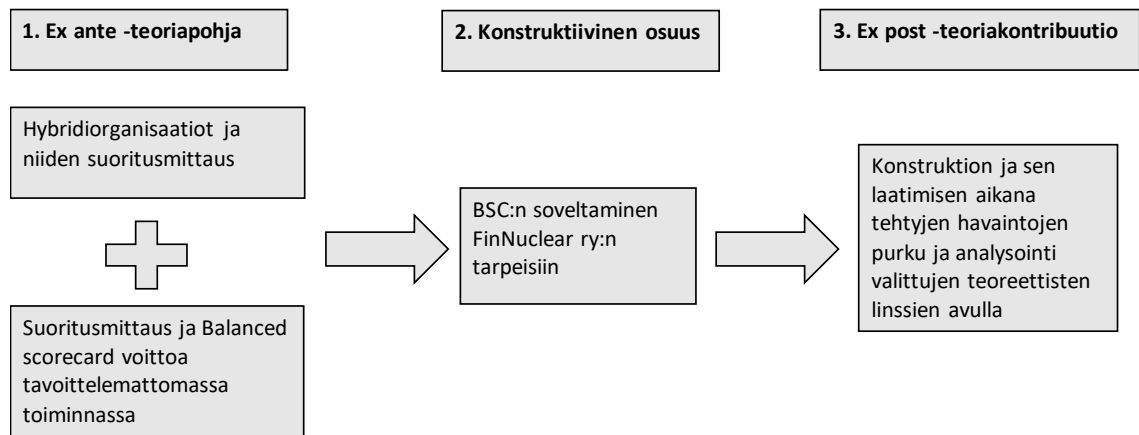 1. Ex ante -teoriapohja
2. Konstruktiivinen osuus
3. Ex post -teoriakontribuutio
Hybridiorganisaatiot ja
niiden suoritusmittaus
Suoritusmittaus ja Balanced
scorecard voittoa
tavoittelemattomassa
toiminnassa
BSC:n soveltaminen
FinNuclear ry:n
tarpeisiin
Konstruktion ja sen
laatimisen aikana
tehtyjen havaintojen
purku ja analysointi
valittujen teoreettisten
linssien avulla